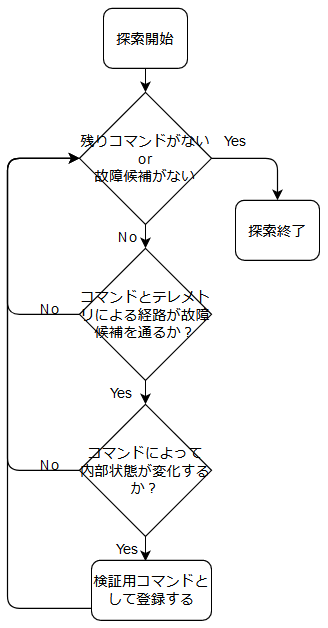 探索開始
残りコマンドがない
or
故障候補がない
Yes
探索終了
No
コマンドとテレメト
リによる経路が故障
候補を通るか？
No
Yes
コマンドによって
内部状態が変化する
か？
No
Yes
検証用コマンドと
して登録する